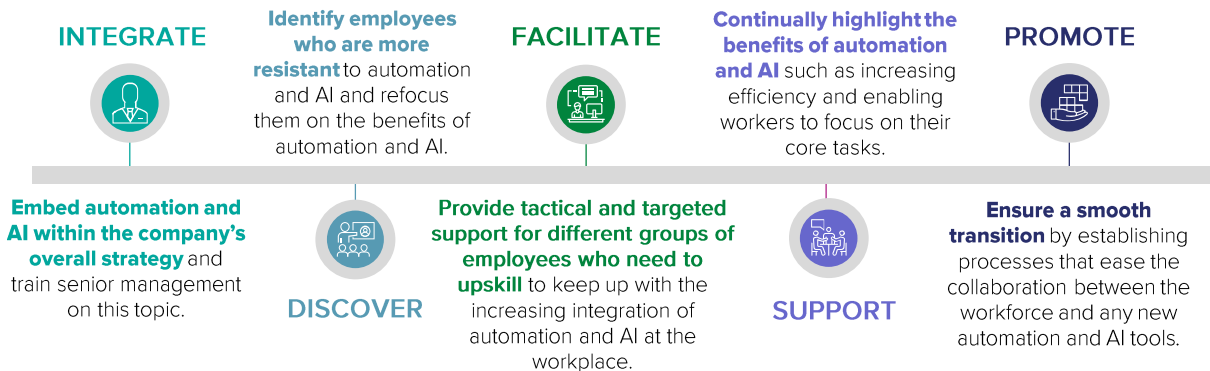 INTEGRATE
Embed automation and
AI within the company's
overall strategy and
train senior management
on this topic.
Identify employees
who are more
resistant to automation
and AI and refocus
them on the benefits of
automation and AI.
DISCOVER
FACILITATE
Provide tactical and targeted
support for different groups of
employees who need to
upskill to keep up with the
increasing integration of
automation and AI at the
workplace.
Continually highlight the
benefits of automation
and AI such as increasing
efficiency and enabling
workers to focus on their
core tasks.
SUPPORT
PROMOTE
Ensure a smooth
transition by establishing
processes that ease the
collaboration between the
workforce and any new
automation and AI tools.